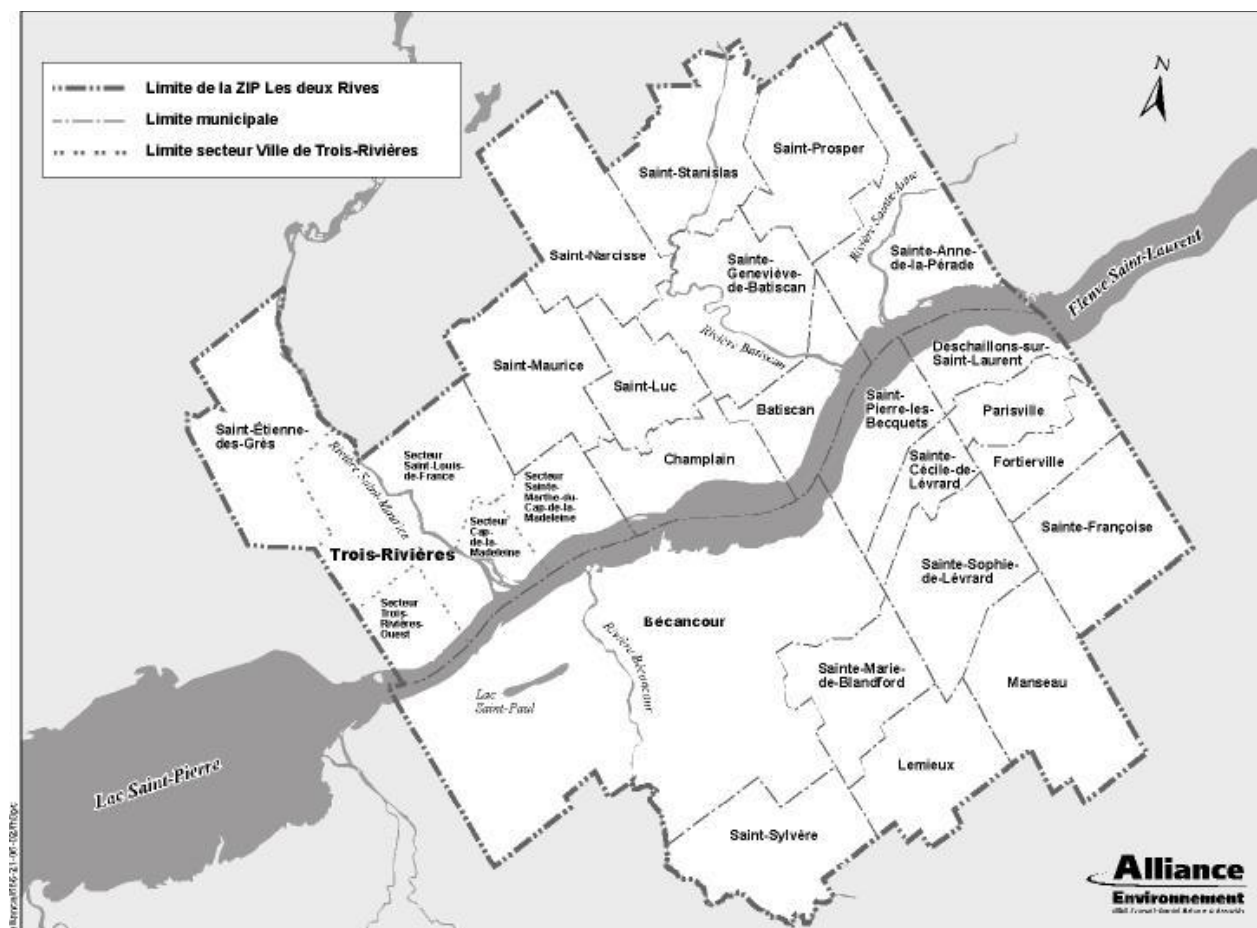 Limite de la ZIP Les deux Rives
Limite municipale
Limite secteur Ville de Trois-Rivières
N
Saint-Prosper
Saint-Stanislas
Rivière Sainte-Anne
Sainte-Anne-
de-la-Pérade
Fleuve Saint-Laurent
Saint-Narcisse
Sainte-
Geneviève-
de-Batiscan
Rivière Batiscan
Deschaillons-sur-
Saint-Laurent
Saint-Maurice
Saint-Luc
Batiscan
Saint-
Pierre-les-
Becquets
Parisville
Saint-Étienne-
des-Grès
Rivière Saint-Maurice
Secteur
Saint-Louis-
de-France
Champlain
Sainte-
Cécile-de-
Lévrard
Fortierville
Secteur
Sainte-
Marthe-du-
Cap-de-la-
Madeleine
Sainte-Françoise
Secteur
Cap-
de-la-
Madeleine
Trois-Rivières
Sainte-Sophie-
de-Lévrard
Secteur
Trois-
Rivières-
Ouest
Bécancour
Rivière Bécancour
Sainte-Marie-
de-Blandford
Manseau
Lac
Saint-Paul
Lac Saint-Pierre
Lemieux
Saint-Sylvère
Alliance
Environnement